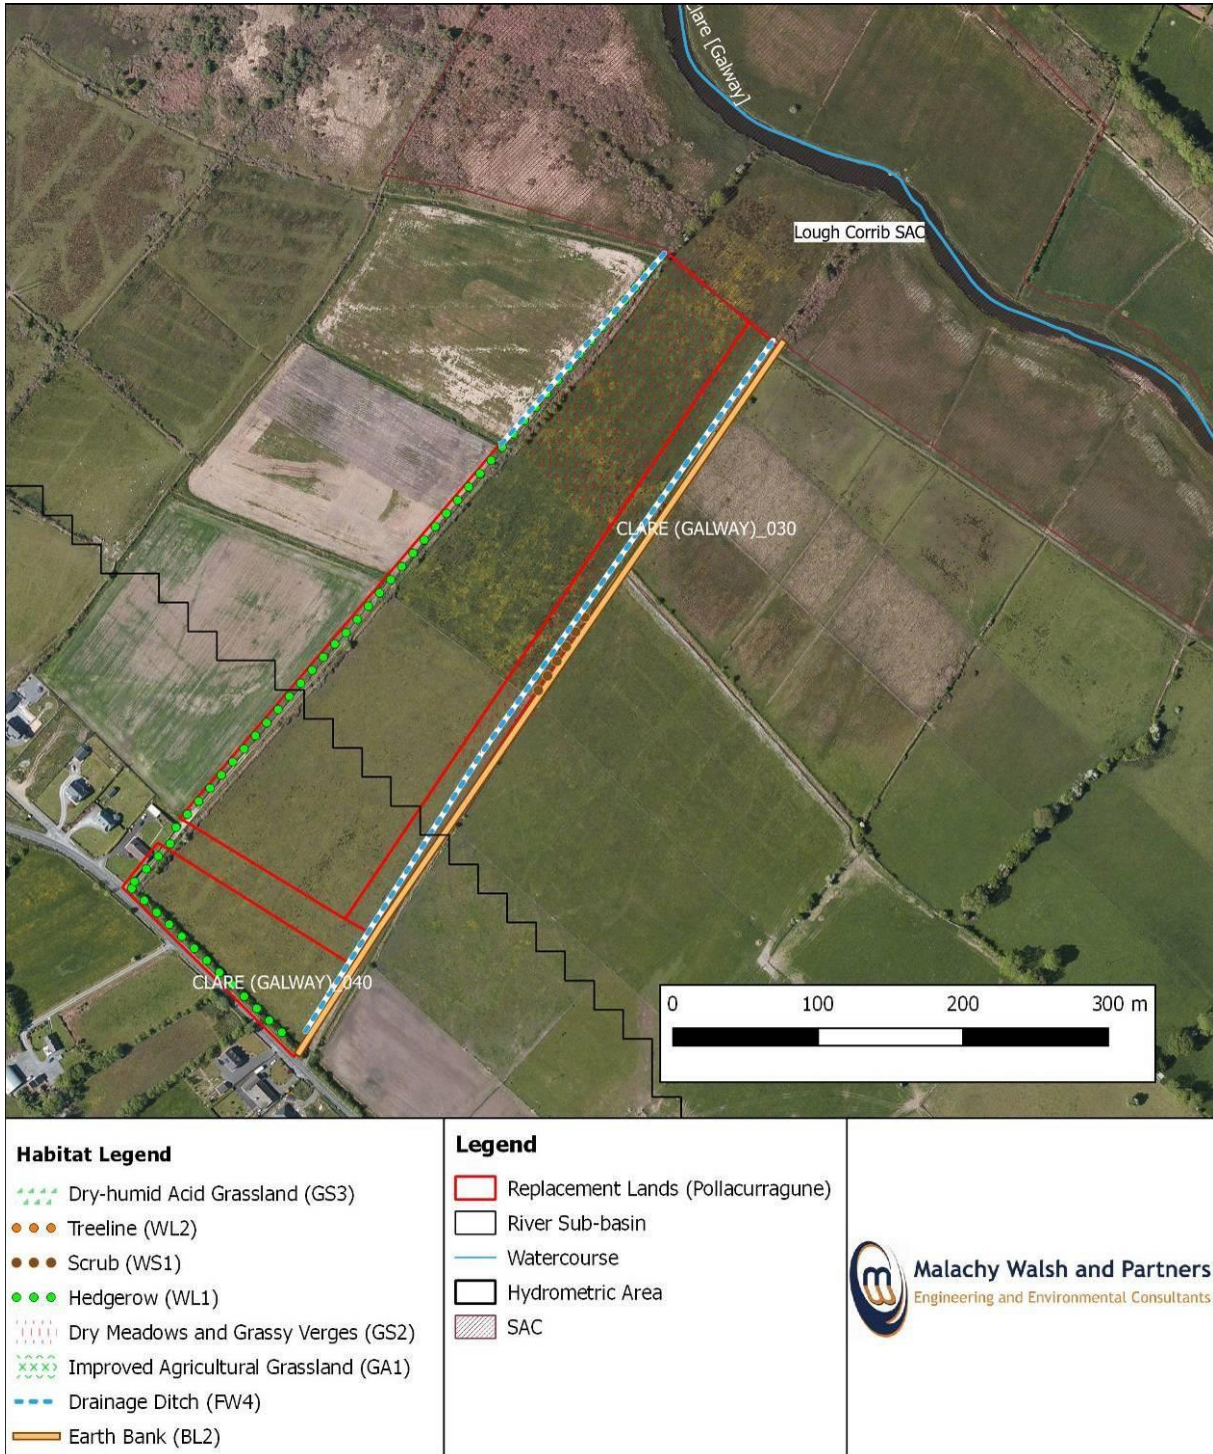 Clare [Galway]
Lough Corrib SAC
CLARE (GALWAY)_030
CLARE (GALWAY)_040
0 100 200 300 m
Habitat Legend
Dry-humid Acid Grassland (GS3)
Treeline (WL2)
Scrub (WS1)
Hedgerow (WL1)
Dry Meadows and Grassy Verges (GS2)
Improved Agricultural Grassland (GA1)
Drainage Ditch (FW4)
Earth Bank (BL2)
Legend
Replacement Lands (Pollacurragune)
River Sub-basin
Watercourse
Hydrometric Area
SAC
Malachy Walsh and Partners
Engineering and Environmental Consultants